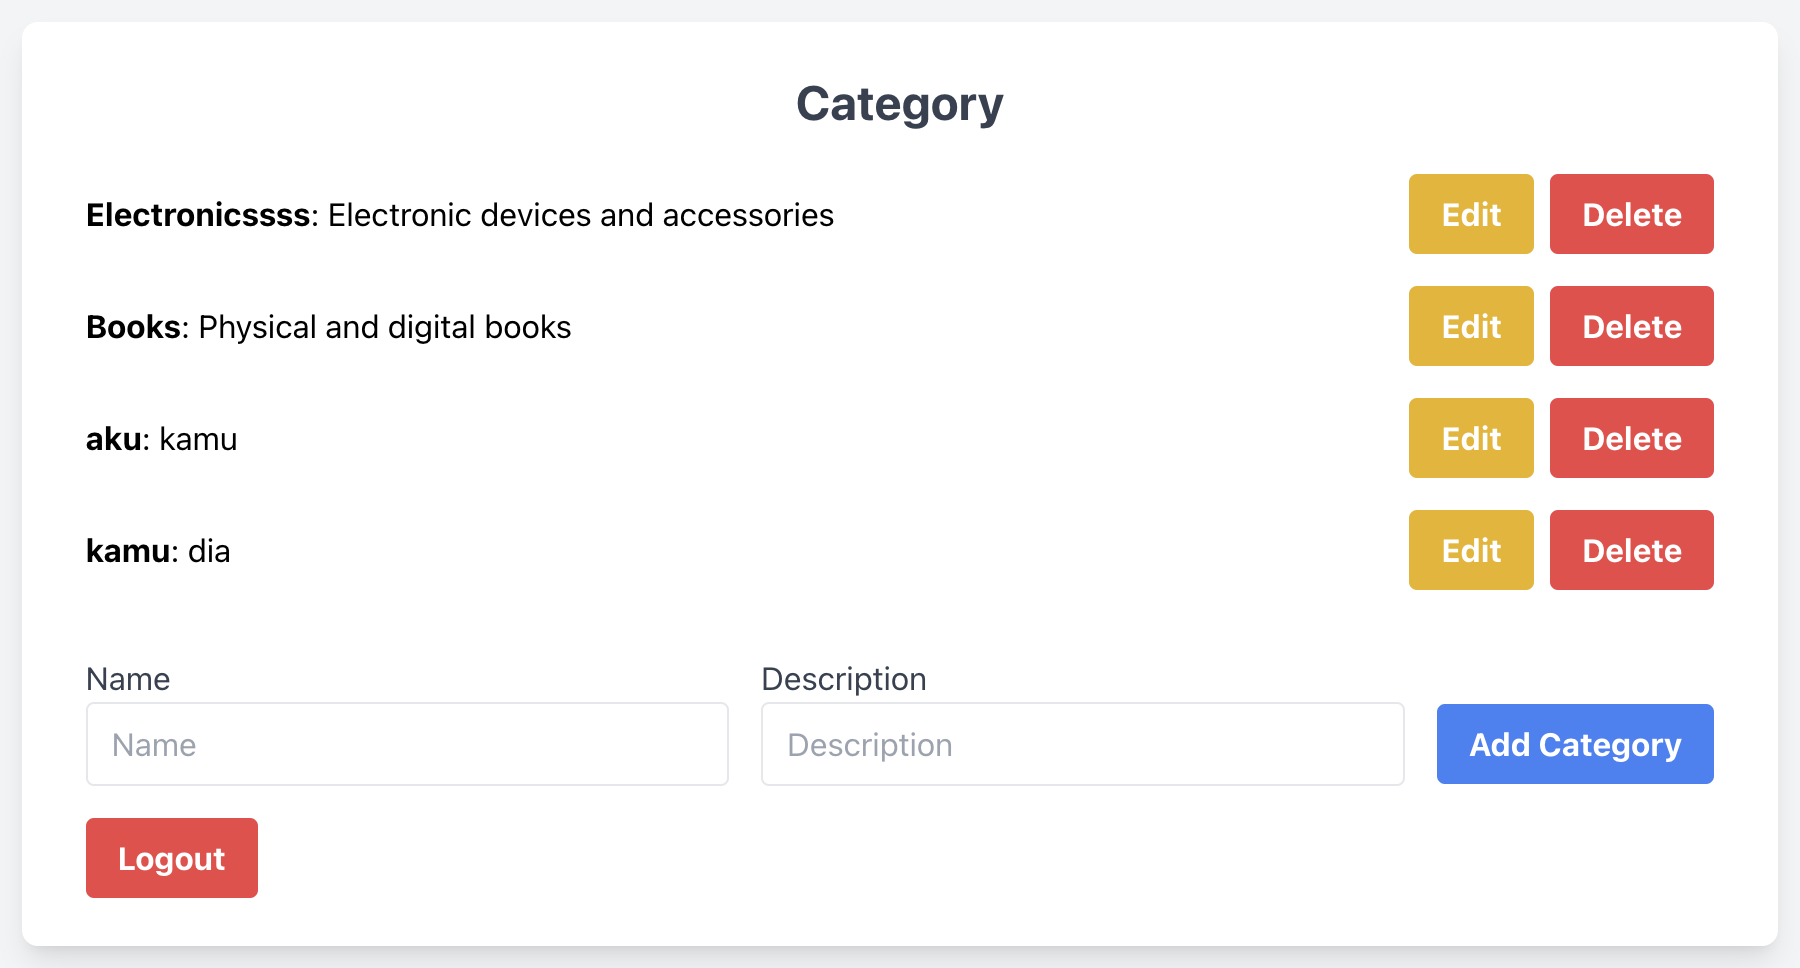 Category
Electronicssss: Electronic devices and accessories Edit Delete
Books: Physical and digital books Edit Delete
aku: kamu Edit Delete
kamu: dia Edit Delete
Name Description
Name Description Add Category
Logout